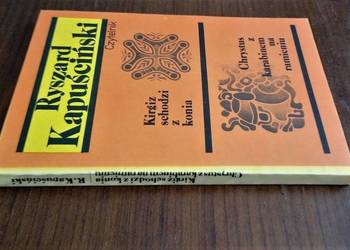 Ryszard
Kapuściński
Czytelnik
Kirgiz
schodzi
z
konia
Chrystus
z
karabinem
na
ramieniu
R. Kapuściński
Kirgiz schodzi z konia
Chrystus z karabinem na ramieniu